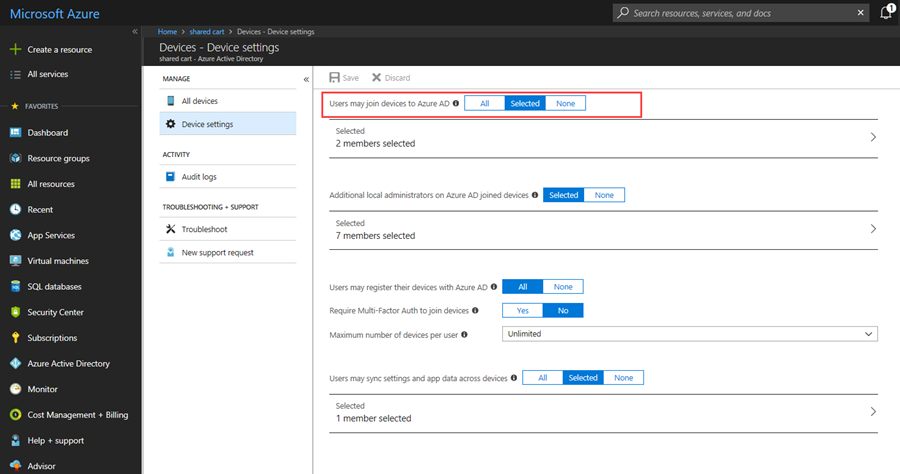 Microsoft Azure
Search resources, services, and docs
1
Create a resource
All services
FAVORITES
Dashboard
Resource groups
All resources
Recent
App Services
Virtual machines
SQL databases
Security Center
Subscriptions
Azure Active Directory
Monitor
Cost Management + Billing
Help + support
Advisor
Home > shared cart > Devices - Device settings
Devices - Device settings
shared cart - Azure Active Directory
MANAGE
All devices
Device settings
ACTIVITY
Audit logs
TROUBLESHOOTING + SUPPORT
Troubleshoot
New support request
Save Discard
Users may join devices to Azure AD All Selected None
Selected
2 members selected
Additional local administrators on Azure AD joined devices Selected None
Selected
7 members selected
Users may register their devices with Azure AD All None
Require Multi-Factor Auth to join devices Yes No
Maximum number of devices per user Unlimited
Users may sync settings and app data across devices All Selected None
Selected
1 member selected